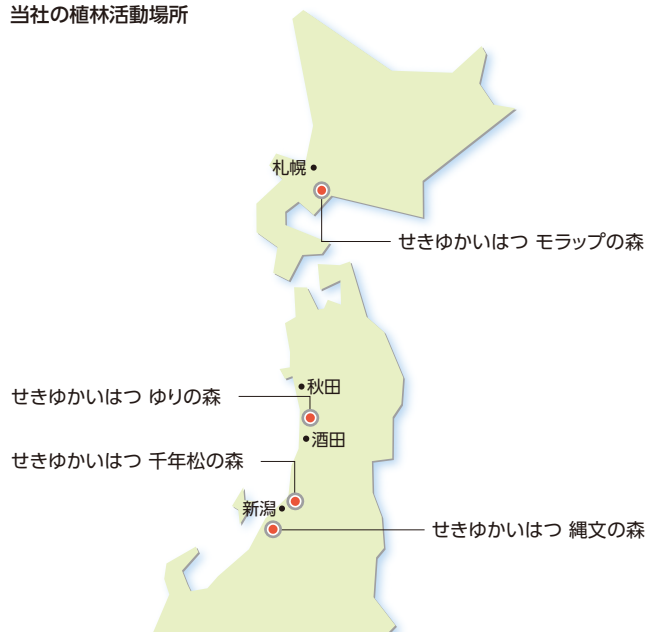 当社の植林活動場所
札幌
せきゆかいはつ モラップの森
秋田
せきゆかいはつ ゆりの森
酒田
せきゆかいはつ 千年松の森
新潟
せきゆかいはつ 縄文の森